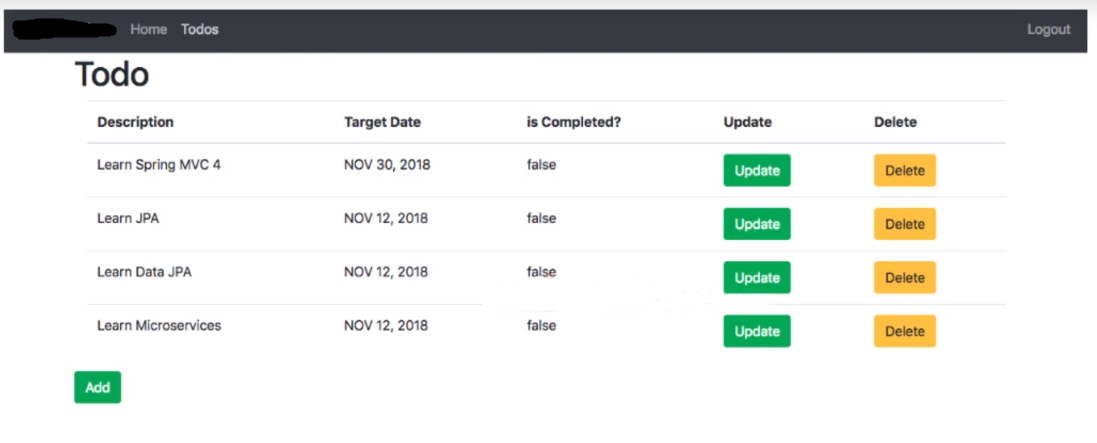 Home Todos Logout
Todo
Description Target Date is Completed? Update Delete
Learn Spring MVC 4 NOV 30, 2018 false Update Delete
Learn JPA NOV 12, 2018 false Update Delete
Learn Data JPA NOV 12, 2018 false Update Delete
Learn Microservices NOV 12, 2018 false Update Delete
Add